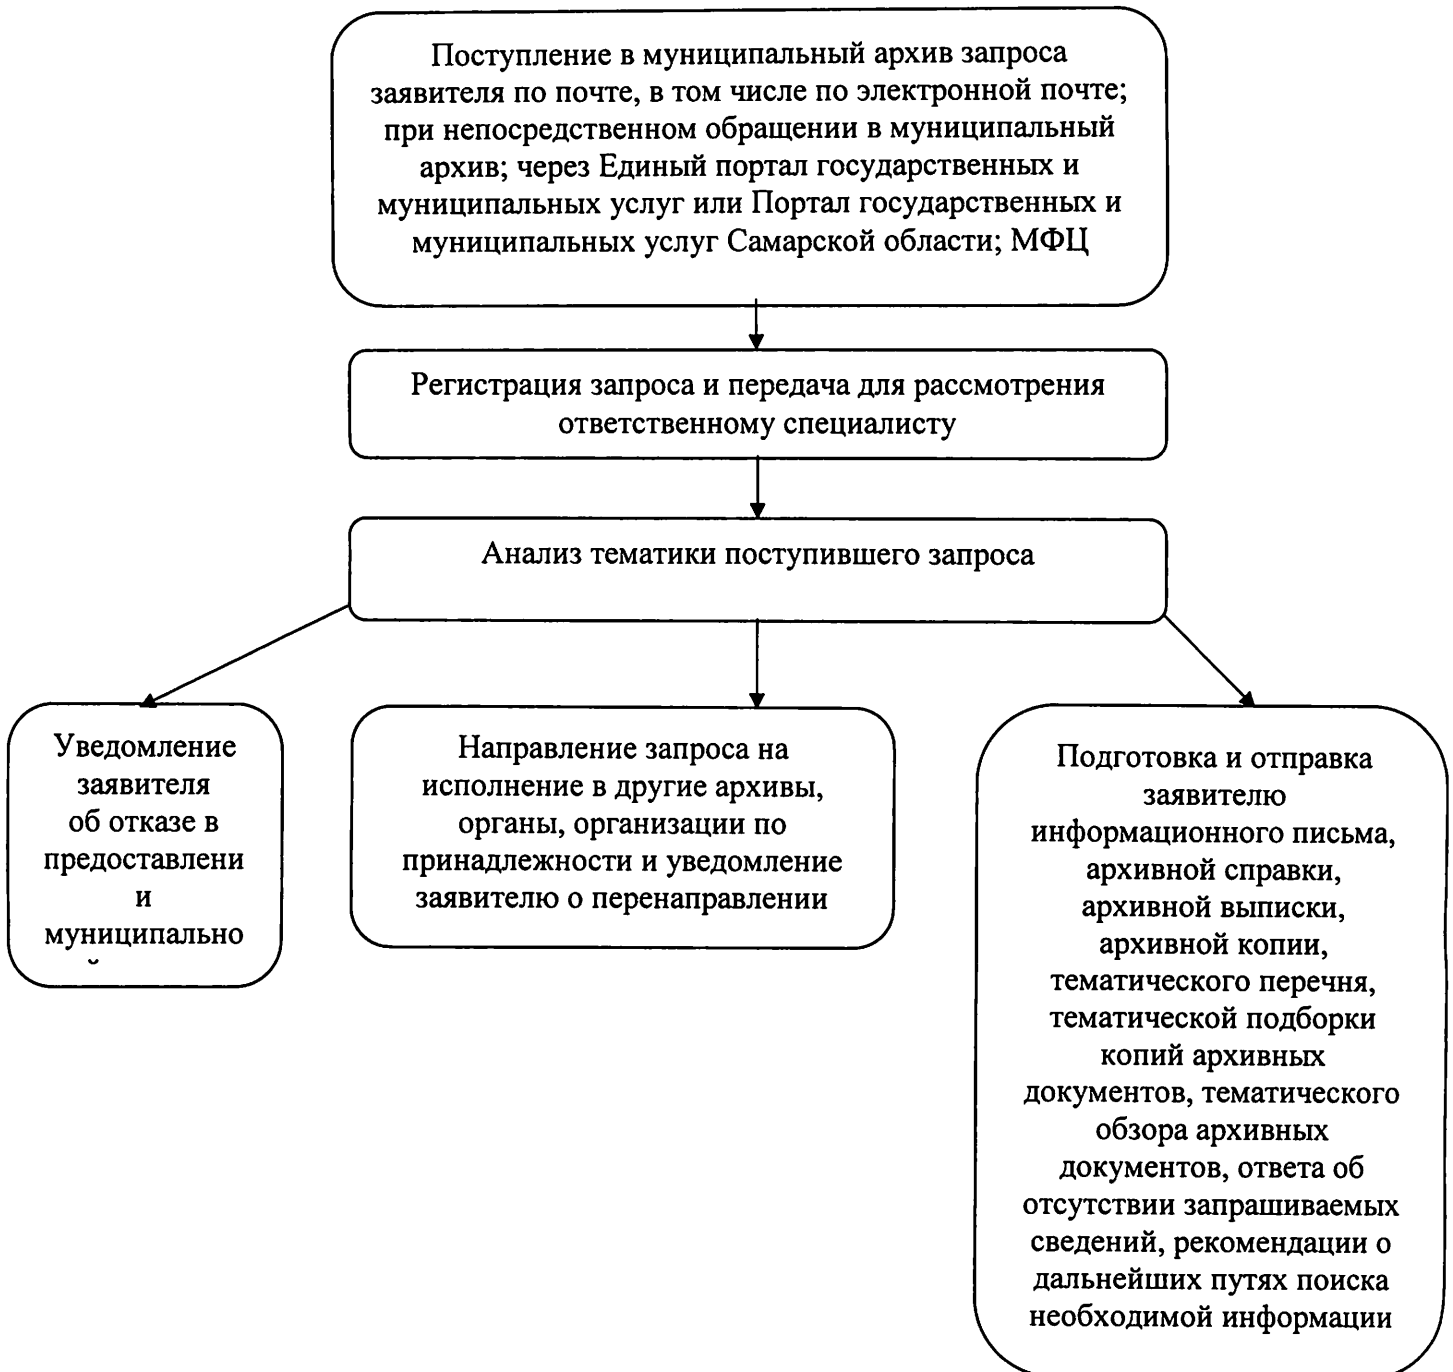 Поступление в муниципальный архив запроса
заявителя по почте, в том числе по электронной почте;
при непосредственном обращении в муниципальный
архив; через Единый портал государственных и
муниципальных услуг или Портал государственных и
муниципальных услуг Самарской области; МФЦ
Регистрация запроса и передача для рассмотрения
ответственному специалисту
Анализ тематики поступившего запроса
Уведомление
заявителя
об отказе в
предоставлени
и
муниципально
Направление запроса на
исполнение в другие архивы,
органы, организации по
принадлежности и уведомление
заявителю о перенаправлении
Подготовка и отправка
заявителю
информационного письма,
архивной справки,
архивной выписки,
архивной копии,
тематического перечня,
тематической подборки
копий архивных
документов, тематического
обзора архивных
документов, ответа об
отсутствии запрашиваемых
сведений, рекомендации о
дальнейших путях поиска
необходимой информации